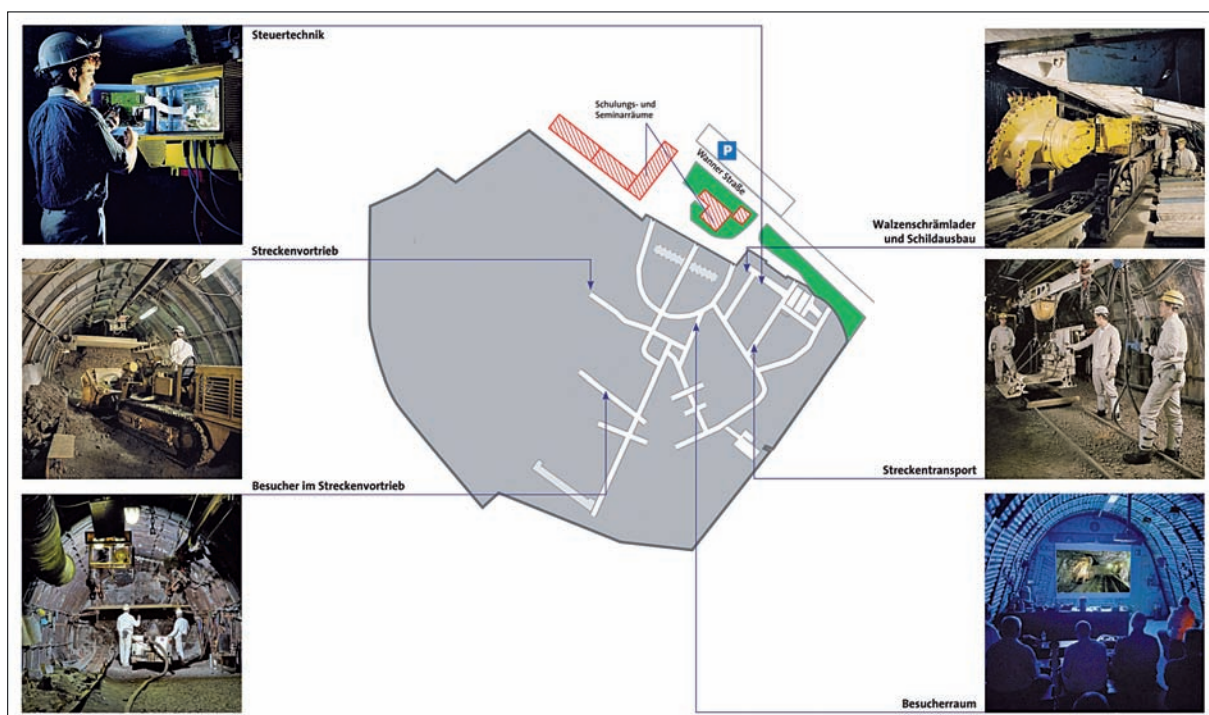 Steuertechnik
Schulungs- und
Seminarräume
P
Wanner Straße
Walzenschrämlader
und Schildausbau
Streckenvortrieb
Besucher im Streckenvortrieb
Streckentransport
Besucherraum